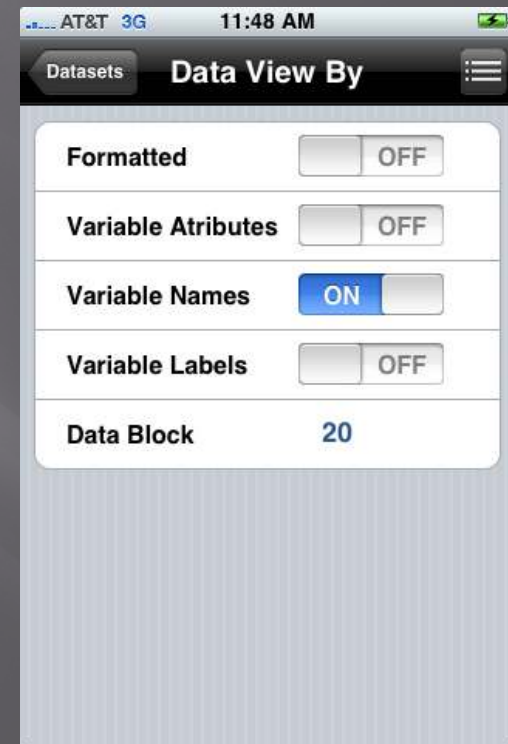 AT&T 3G 11:48 AM
Datasets Data View By
Formatted OFF
Variable Atributes OFF
Variable Names ON
Variable Labels OFF
Data Block 20